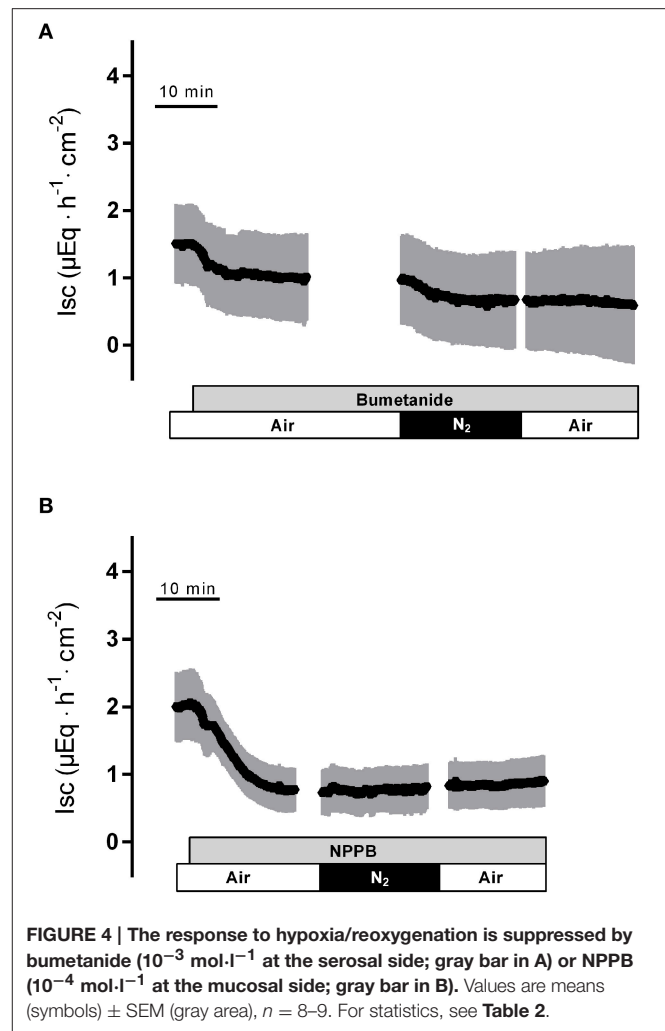 A
4
3
2
1
0
Isc (µEq · h⁻¹· cm⁻²)
10 min
Bumetanide
Air N₂ Air
B
4
3
2
1
0
Isc (µEq · h⁻¹· cm⁻²)
10 min
NPPB
Air N₂ Air
FIGURE 4 | The response to hypoxia/reoxygenation is suppressed by
bumetanide (10⁻³ mol·l⁻¹ at the serosal side; gray bar in A) or NPPB
(10⁻⁴ mol·l⁻¹ at the mucosal side; gray bar in B). Values are means
(symbols) ± SEM (gray area), n = 8–9. For statistics, see Table 2.